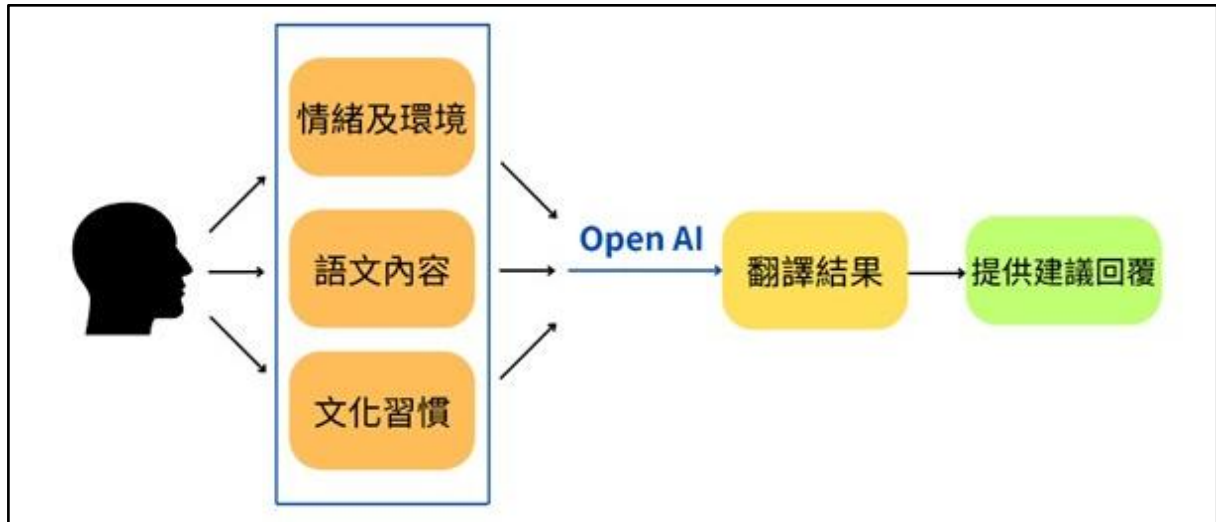 情緒及環境
語文內容
文化習慣
Open AI
翻譯結果
提供建議回覆